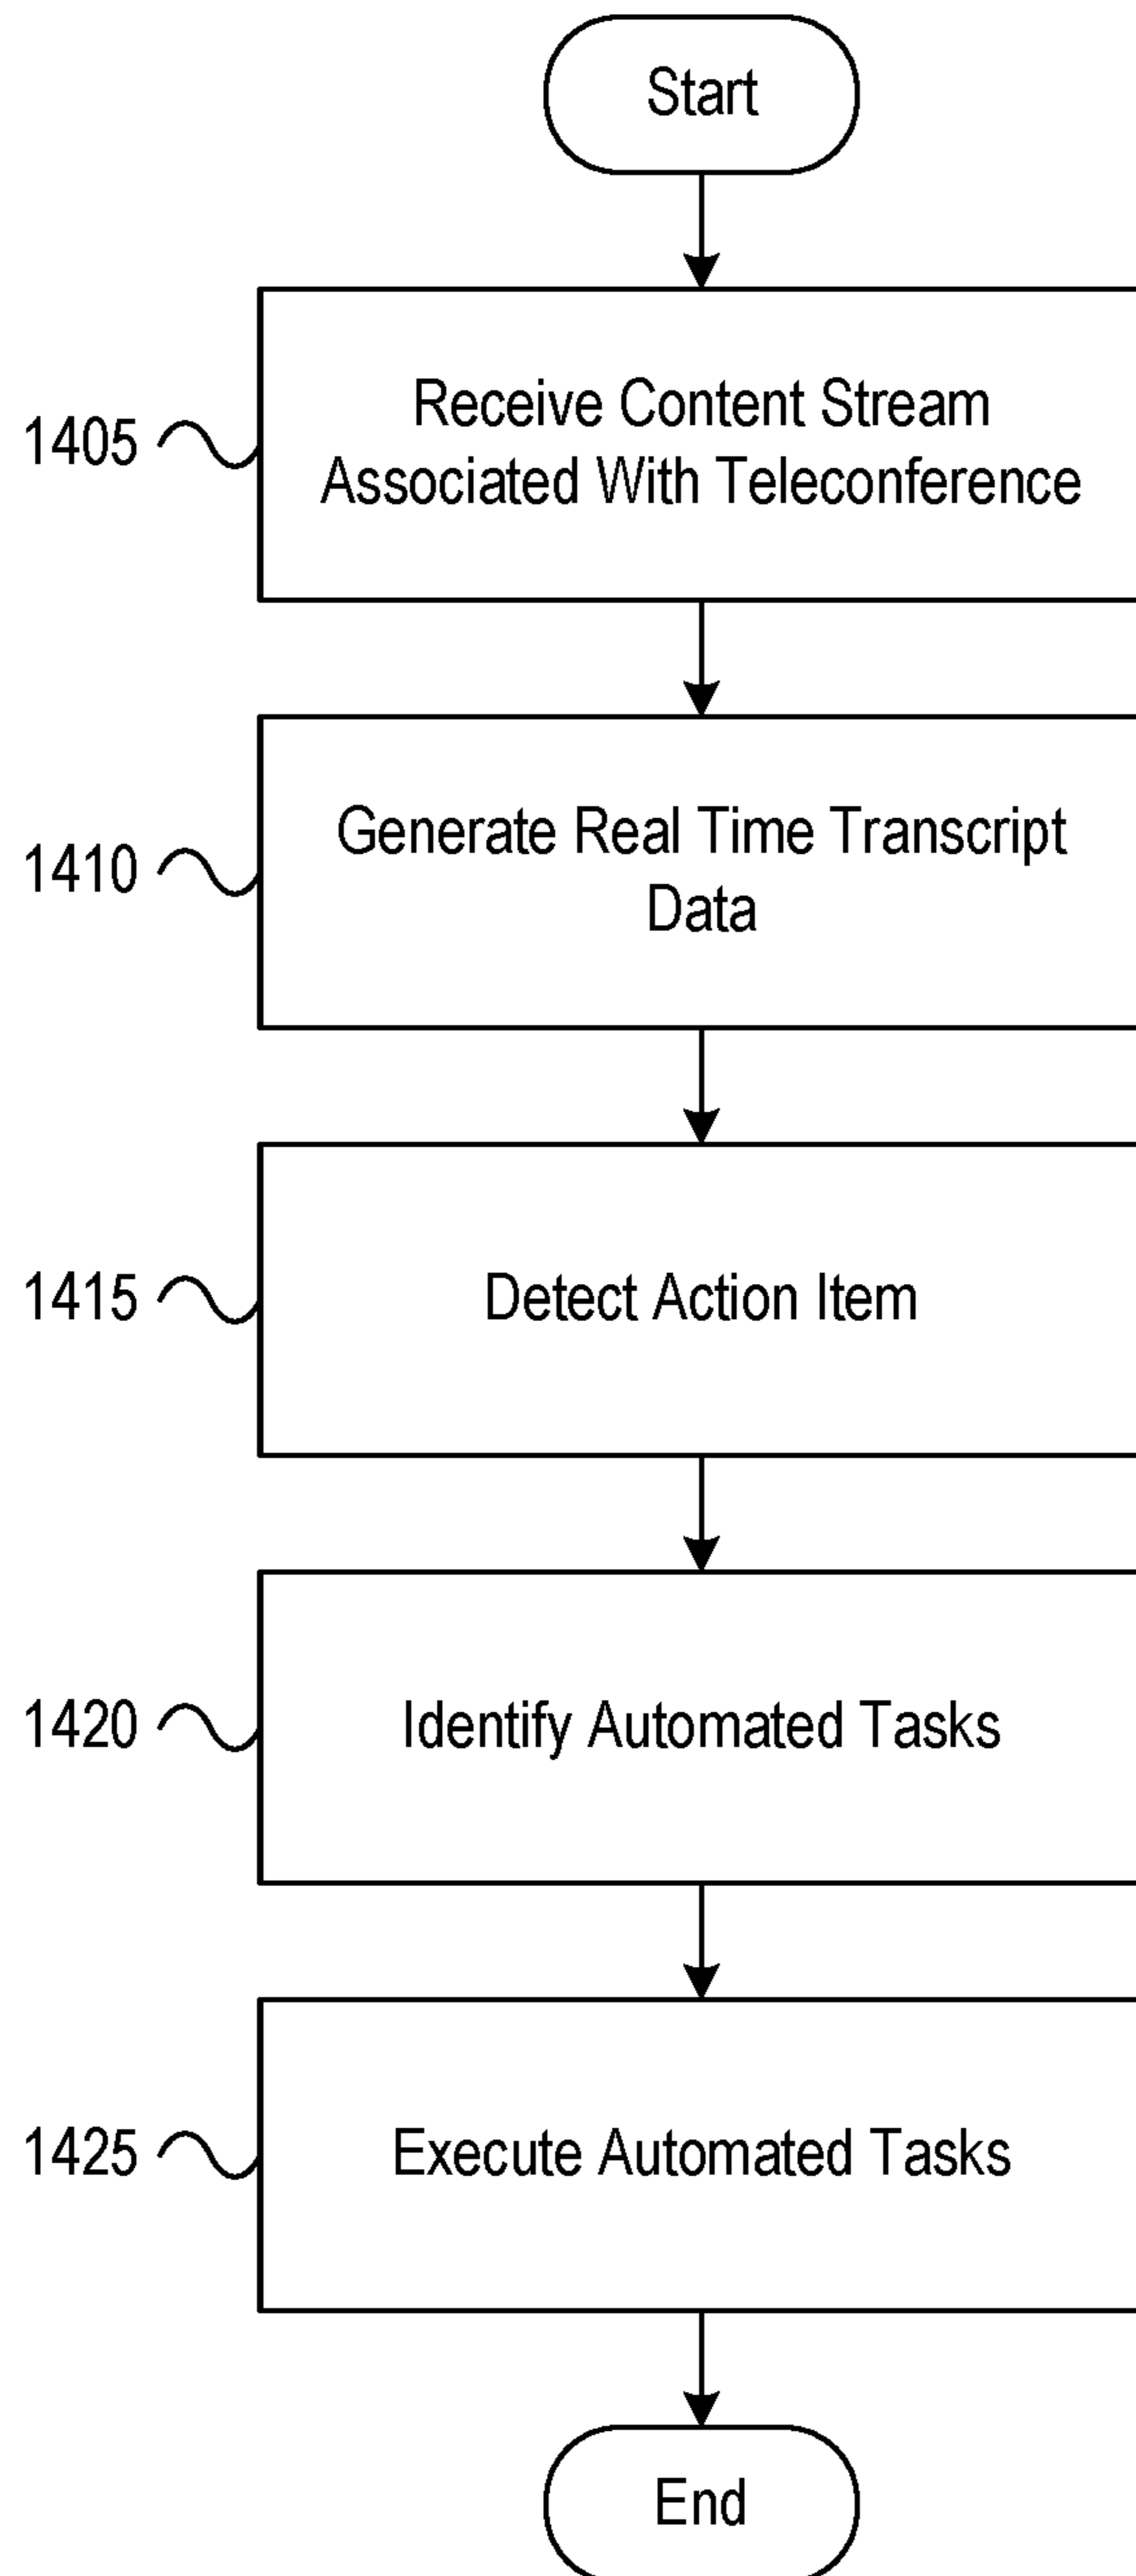 Start
1405
Receive Content Stream
Associated With Teleconference
1410
Generate Real Time Transcript
Data
1415
Detect Action Item
1420
Identify Automated Tasks
1425
Execute Automated Tasks
End